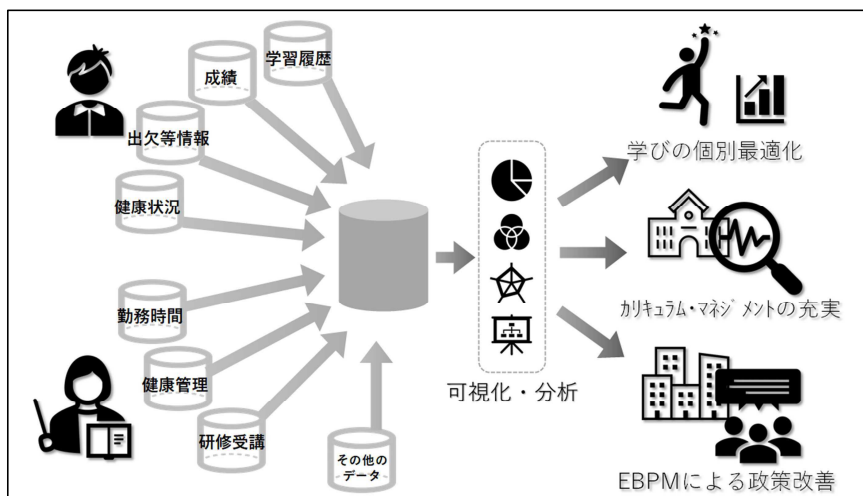 学習履歴
成績
出欠等情報
健康状況
勤務時間
健康管理
研修受講
その他の
データ
可視化・分析
学びの個別最適化
ｶﾘｷｭﾗﾑ･ﾏﾈｼﾞﾒﾝﾄの充実
EBPMによる政策改善